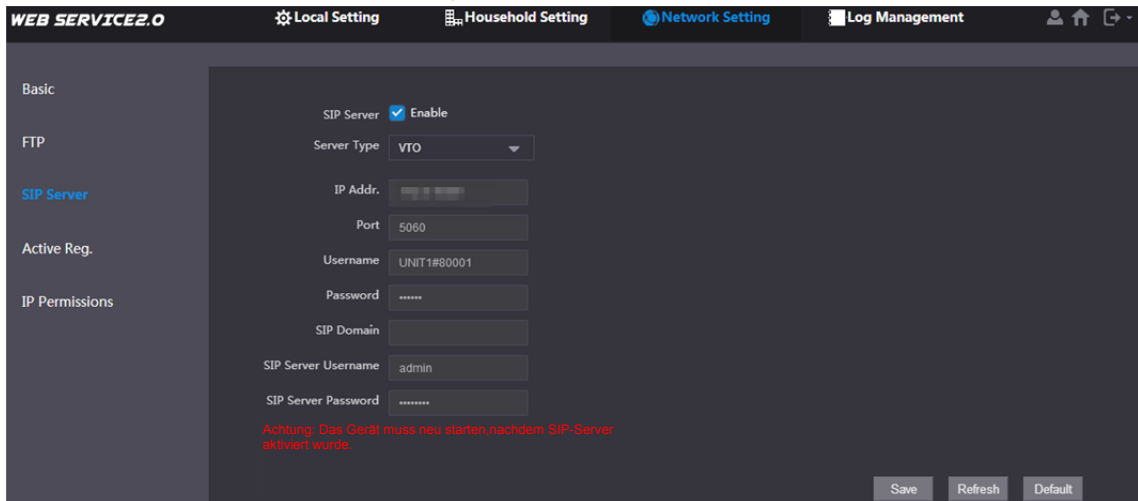 WEB SERVICE2.0 Local Setting Household Setting Network Setting Log Management
Basic
FTP
SIP Server
Active Reg.
IP Permissions
SIP Server Enable
Server Type VTO
IP Addr.
Port 5060
Username UNIT1#80001
Password ······
SIP Domain
SIP Server Username admin
SIP Server Password ········
Achtung: Das Gerät muss neu starten,nachdem SIP-Server
aktiviert wurde.
Save Refresh Default